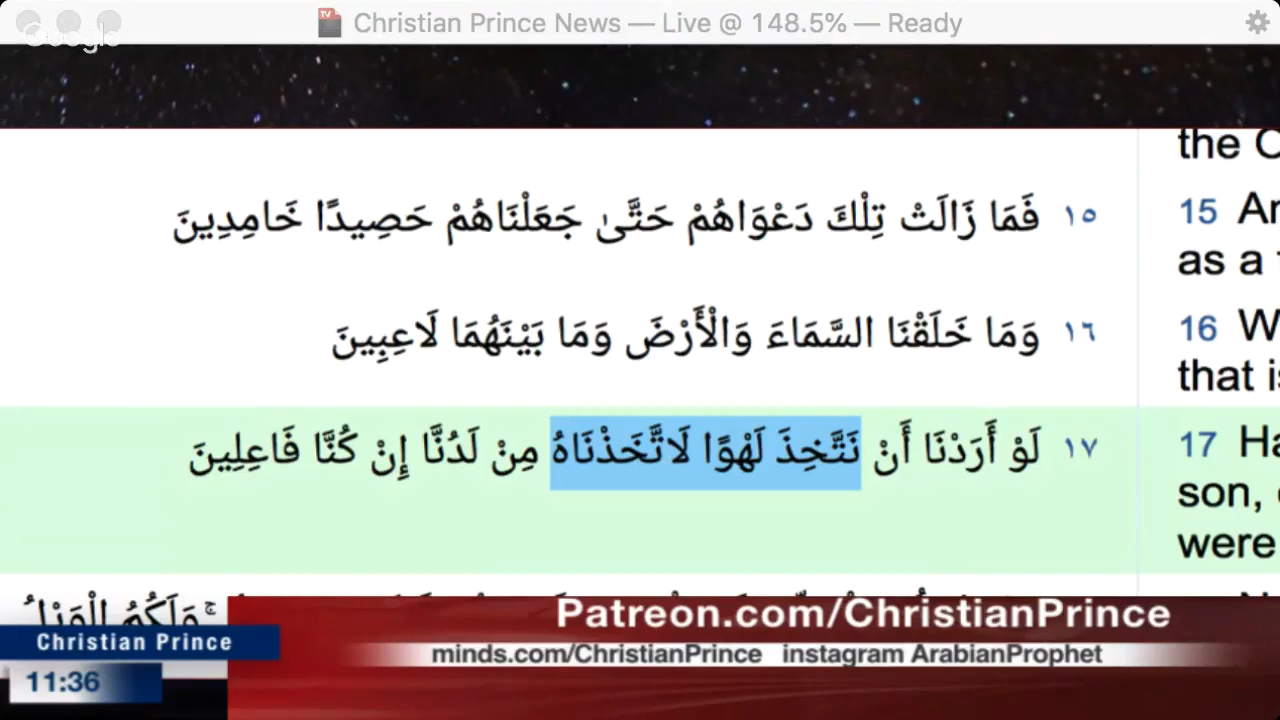 Christian Prince News — Live @ 148.5% — Ready
Google
the
١٥ فَمَا زَالَتْ تِلْكَ دَعْوَاهُمْ حَتَّىٰ جَعَلْنَاهُمْ حَصِيدًا خَامِدِينَ
15
as a
١٦ وَمَا خَلَقْنَا السَّمَاءَ وَالْأَرْضَ وَمَا بَيْنَهُمَا لَاعِبِينَ
16
that
١٧ لَوْ أَرَدْنَا أَنْ نَتَّخِذَ لَهْوًا لَاتَّخَذْنَاهُ مِنْ لَدُنَّا إِنْ كُنَّا فَاعِلِينَ
17
son,
were
Patreon.com/ChristianPrince
Christian Prince
minds.com/ChristianPrince instagram ArabianProphet
11:36